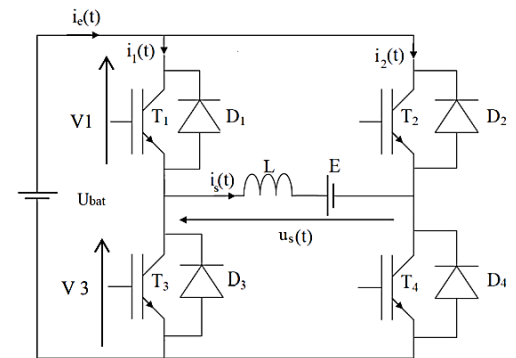 ie(t)
i1(t)
i2(t)
V1
T1
D1
T2
D2
L
E
is(t)
Ubat
us(t)
V 3
T3
D3
T4
D4